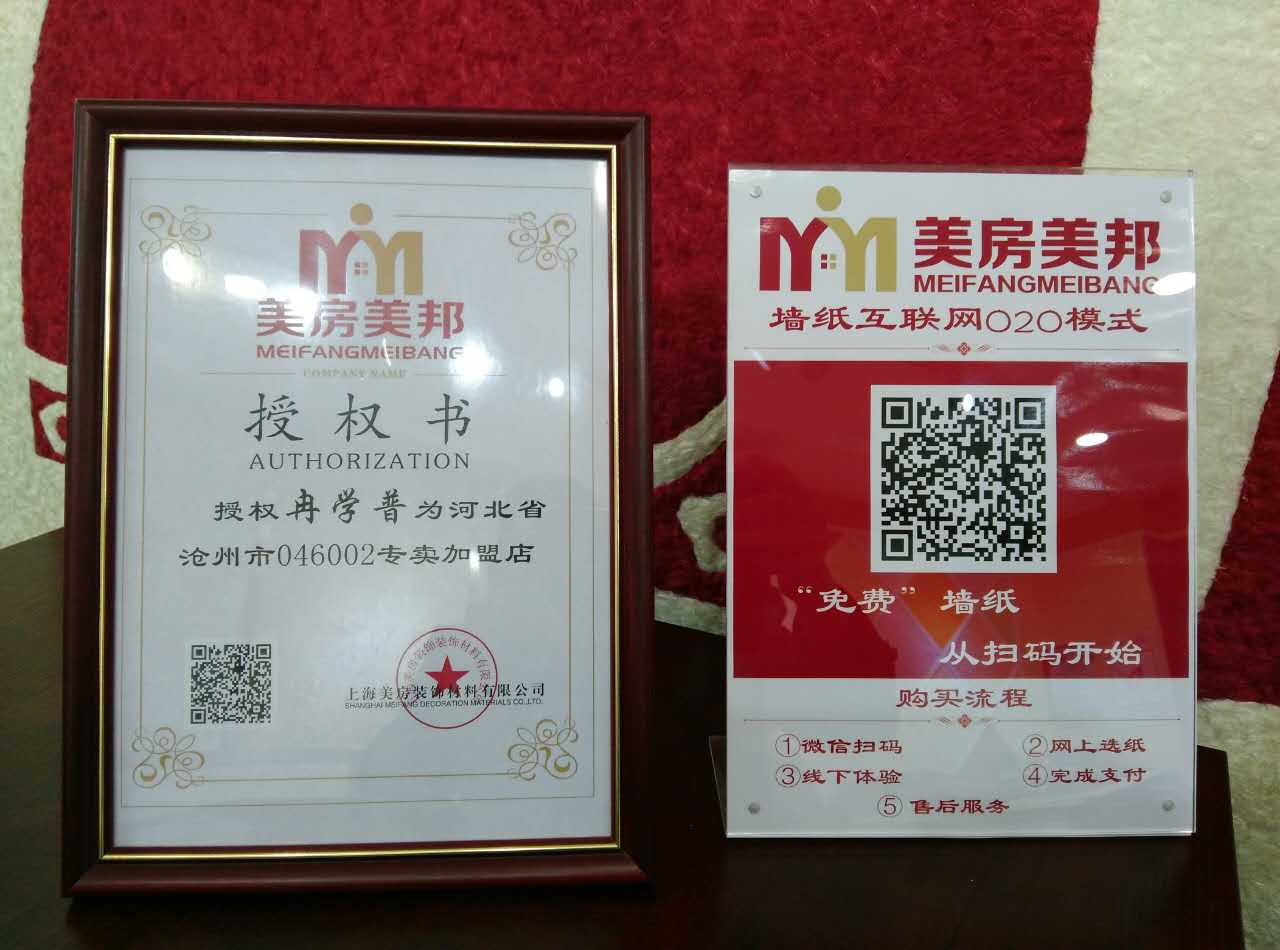 美房美邦
MEIFANGMEIBANG
COMPANY NAME
授权书
AUTHORIZATION
授权冉学普为河北省
沧州市046002专卖加盟店
上海美房装饰材料有限公司
SHANGHAI MEIFANG DECORATION MATERIALS CO.,LTD.
美房美邦
MEIFANGMEIBANG
墙纸互联网O2O模式
“免费”墙纸
从扫码开始
购买流程
①微信扫码 ②网上选纸
③线下体验 ④完成支付
⑤ 售后服务